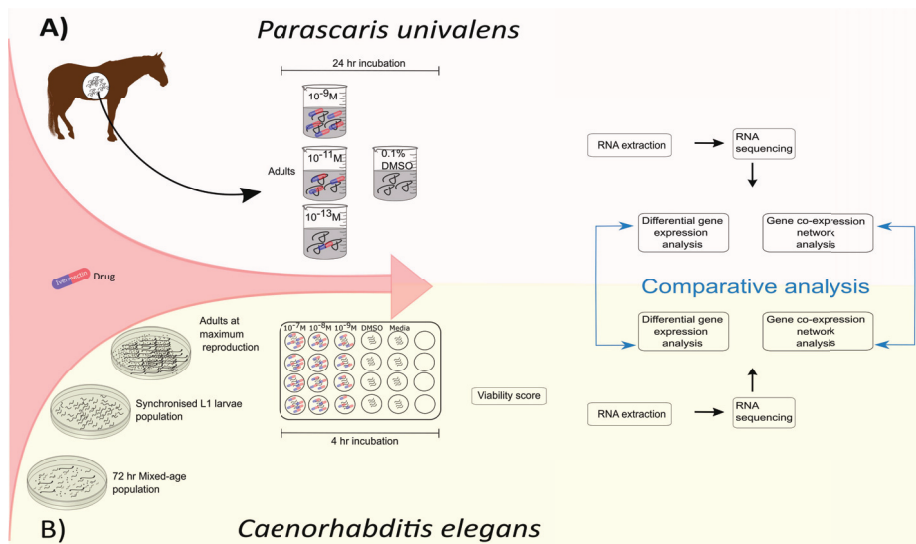 A)
Parascaris univalens
24 hr incubation
10⁻⁹M
Adults
10⁻¹¹M
0.1%
DMSO
10⁻¹³M
RNA extraction
RNA
sequencing
Differential gene
expression
analysis
Gene co-expression
network
analysis
Comparative analysis
Drug
Adults at
maximum
reproduction
Synchronised L1 larvae
population
72 hr Mixed-age
population
10⁻⁷M 10⁻⁸M 10⁻⁹M DMSO Media
4 hr incubation
Viability score
Differential gene
expression
analysis
Gene co-expression
network
analysis
RNA extraction
RNA
sequencing
B)
Caenorhabditis elegans